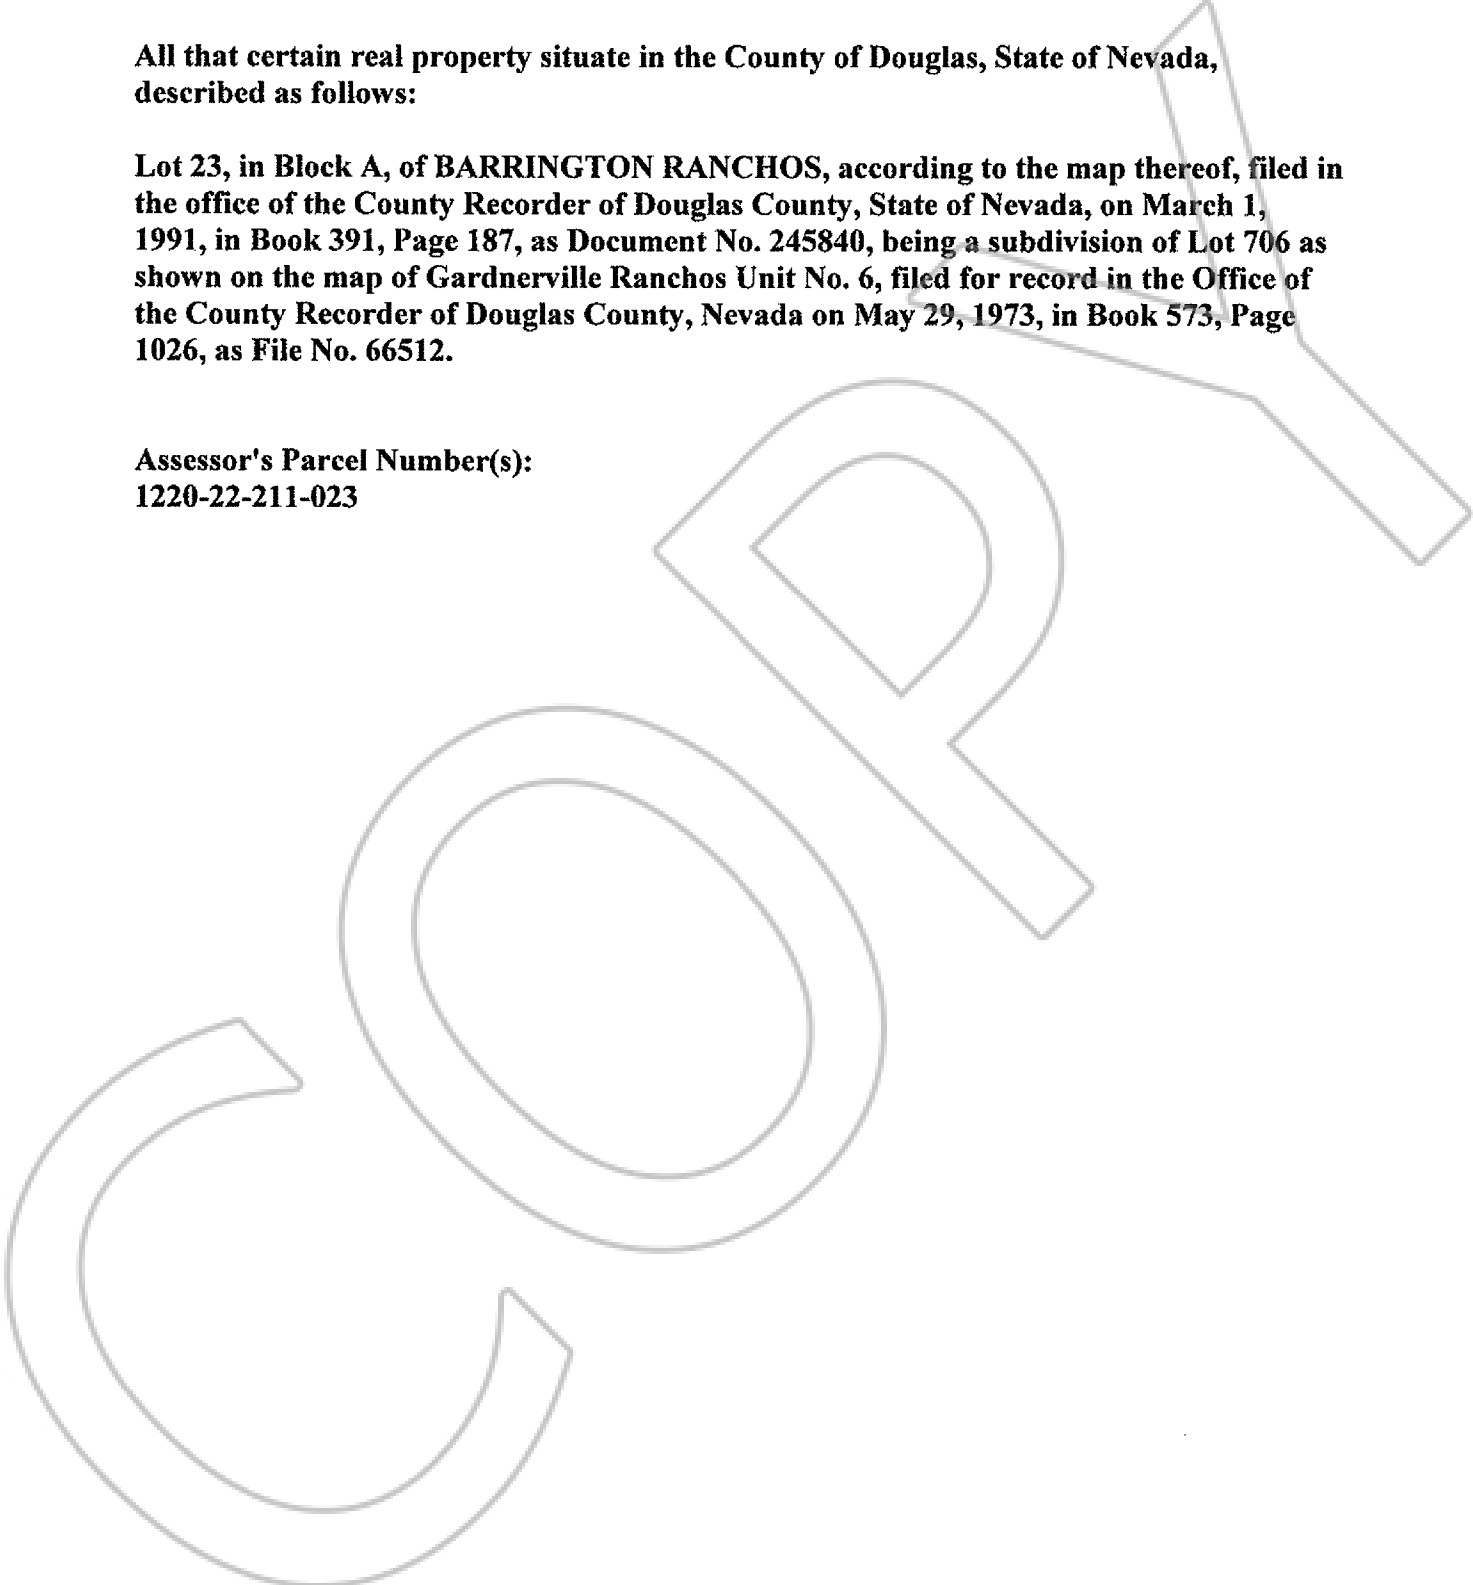 All that certain real property situate in the County of Douglas, State of Nevada,
described as follows:
Lot 23, in Block A, of BARRINGTON RANCHOS, according to the map thereof, filed in
the office of the County Recorder of Douglas County, State of Nevada, on March 1,
1991, in Book 391, Page 187, as Document No. 245840, being a subdivision of Lot 706 as
shown on the map of Gardnerville Ranchos Unit No. 6, filed for record in the Office of
the County Recorder of Douglas County, Nevada on May 29, 1973, in Book 573, Page
1026, as File No. 66512.
Assessor's Parcel Number(s):
1220-22-211-023
COPY